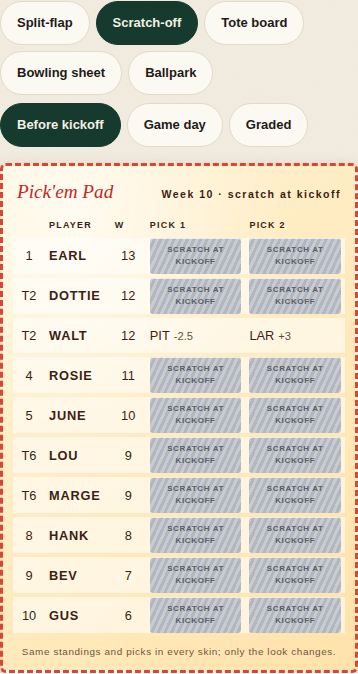 Split-flap Scratch-off Tote board
Bowling sheet Ballpark
Before kickoff Game day Graded
Pick'em Pad Week 10 · scratch at kickoff
PLAYER W PICK 1 PICK 2
1 EARL 13 SCRATCH AT KICKOFF SCRATCH AT KICKOFF
T2 DOTTIE 12 SCRATCH AT KICKOFF SCRATCH AT KICKOFF
T2 WALT 12 PIT -2.5 LAR +3
4 ROSIE 11 SCRATCH AT KICKOFF SCRATCH AT KICKOFF
5 JUNE 10 SCRATCH AT KICKOFF SCRATCH AT KICKOFF
T6 LOU 9 SCRATCH AT KICKOFF SCRATCH AT KICKOFF
T6 MARGE 9 SCRATCH AT KICKOFF SCRATCH AT KICKOFF
8 HANK 8 SCRATCH AT KICKOFF SCRATCH AT KICKOFF
9 BEV 7 SCRATCH AT KICKOFF SCRATCH AT KICKOFF
10 GUS 6 SCRATCH AT KICKOFF SCRATCH AT KICKOFF
Same standings and picks in every skin; only the look changes.